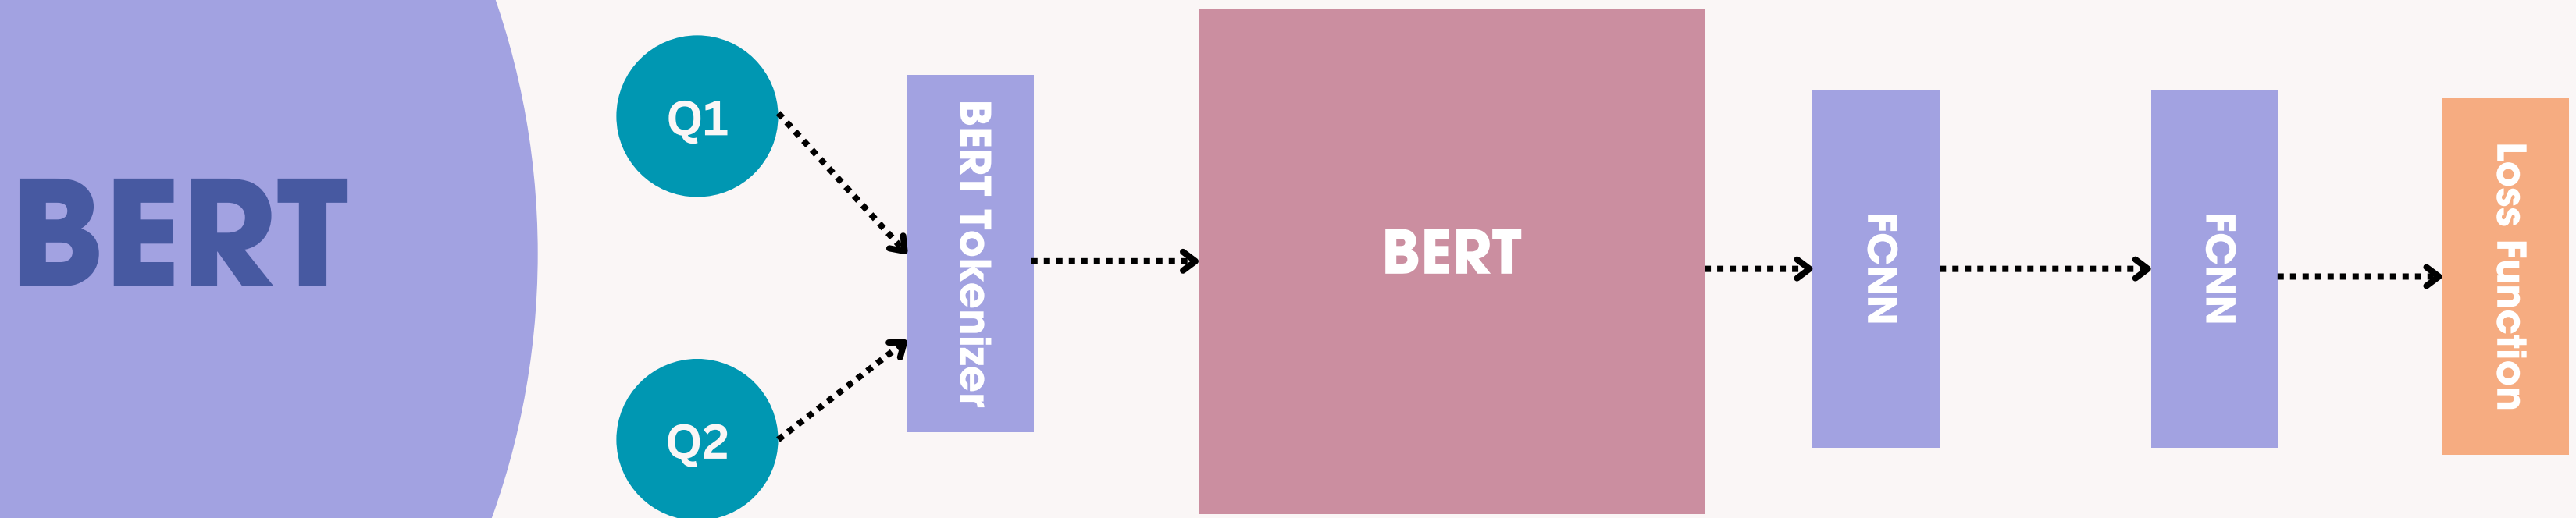 BERT
Q1
Q2
BERT Tokenizer
BERT
FCNN
FCNN
Loss Function